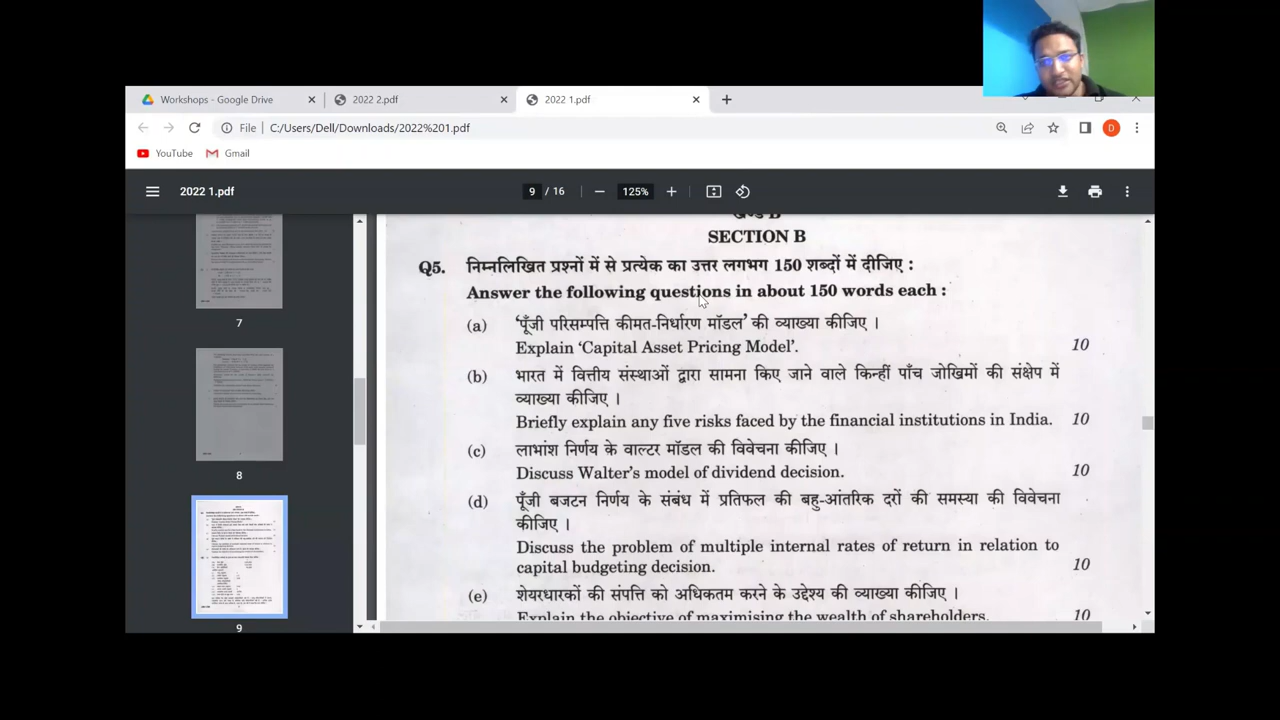 Workshops - Google Drive
2022 2.pdf
2022 1.pdf
File | C:/Users/Dell/Downloads/2022%201.pdf
D
YouTube
Gmail
2022 1.pdf
9 / 16
125%
7
8
9
खण्ड B
SECTION B
Q5. निम्नलिखित प्रश्नों में से प्रत्येक का उत्तर लगभग 150 शब्दों में दीजिए :
Answer the following questions in about 150 words each :
(a) 'पूँजी परिसम्पत्ति कीमत-निर्धारण मॉडल' की व्याख्या कीजिए ।
Explain 'Capital Asset Pricing Model'. 10
(b) भारत में वित्तीय संस्थाओं द्वारा सामना किए जाने वाले किन्हीं पाँच जोखिमों की संक्षेप में
व्याख्या कीजिए ।
Briefly explain any five risks faced by the financial institutions in India. 10
(c) लाभांश निर्णय के वाल्टर मॉडल की विवेचना कीजिए ।
Discuss Walter's model of dividend decision. 10
(d) पूँजी बजटन निर्णय के संबंध में प्रतिफल की बहु-आंतरिक दरों की समस्या की विवेचना
कीजिए ।
Discuss the problem of multiple internal rates of return in relation to
capital budgeting decision. 10
(e) शेयरधारकों की संपत्ति को अधिकतम करने के उद्देश्य की व्याख्या कीजिए ।
Explain the objective of maximising the wealth of shareholders. 10